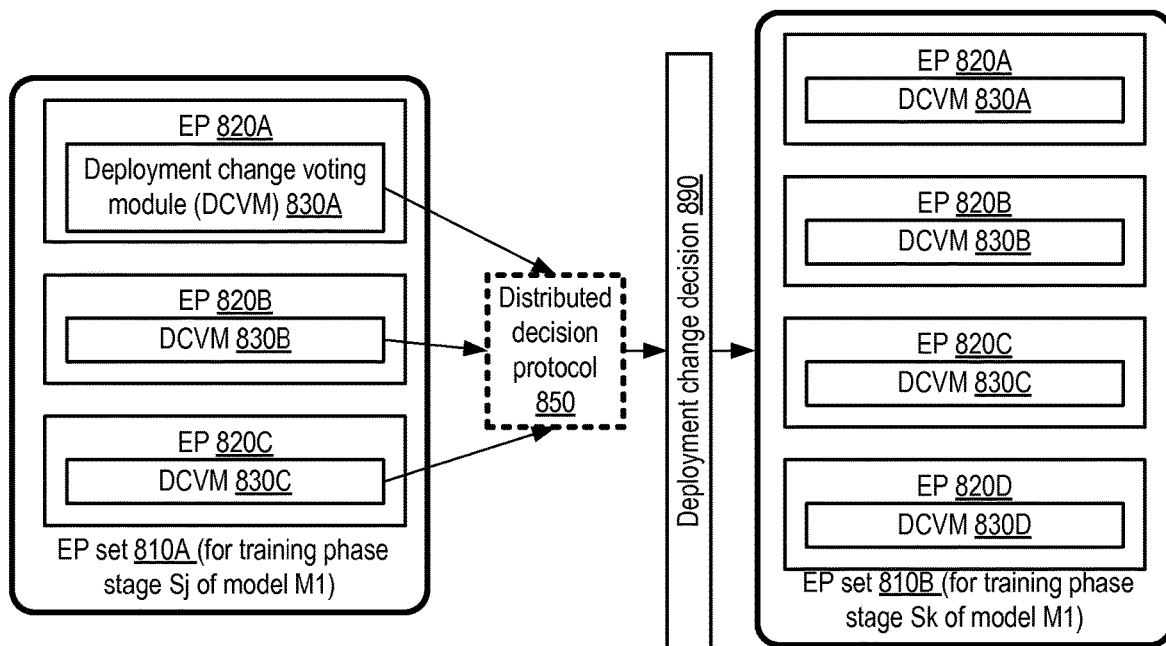 EP 820A
Deployment change voting
module (DCVM) 830A
EP 820B
DCVM 830B
EP 820C
DCVM 830C
EP set 810A (for training phase
stage Sj of model M1)
Distributed
decision
protocol
850
Deployment change decision 890
EP 820A
DCVM 830A
EP 820B
DCVM 830B
EP 820C
DCVM 830C
EP 820D
DCVM 830D
EP set 810B (for training phase
stage Sk of model M1)